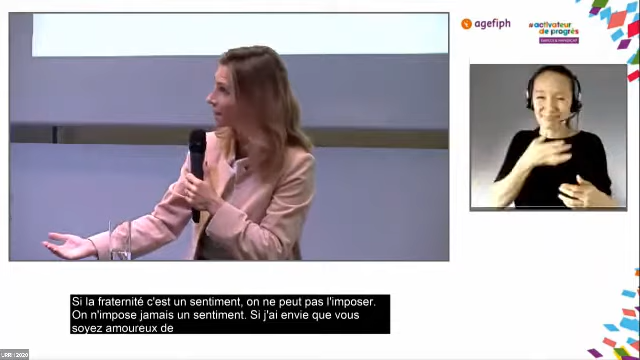 agefiph
#activateur
de progrès
Si la fraternité c'est un sentiment, on ne peut pas l'imposer.
On n'impose jamais un sentiment. Si j'ai envie que vous
soyez amoureux de